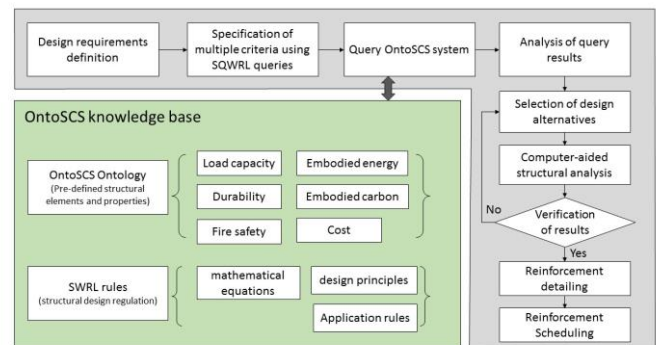 Design requirements
definition
Specification of
multiple criteria using
SQWRL queries
Query OntoSCS system
Analysis of query
results
Selection of design
alternatives
Computer-aided
structural analysis
No
Verification
of results
Yes
Reinforcement
detailing
Reinforcement
Scheduling
OntoSCS knowledge base
OntoSCS Ontology
(Pre-defined structural
elements and properties)
Load capacity
Embodied energy
Durability
Embodied carbon
Fire safety
Cost
SWRL rules
(structural design regulation)
mathematical
equations
design principles
Application rules